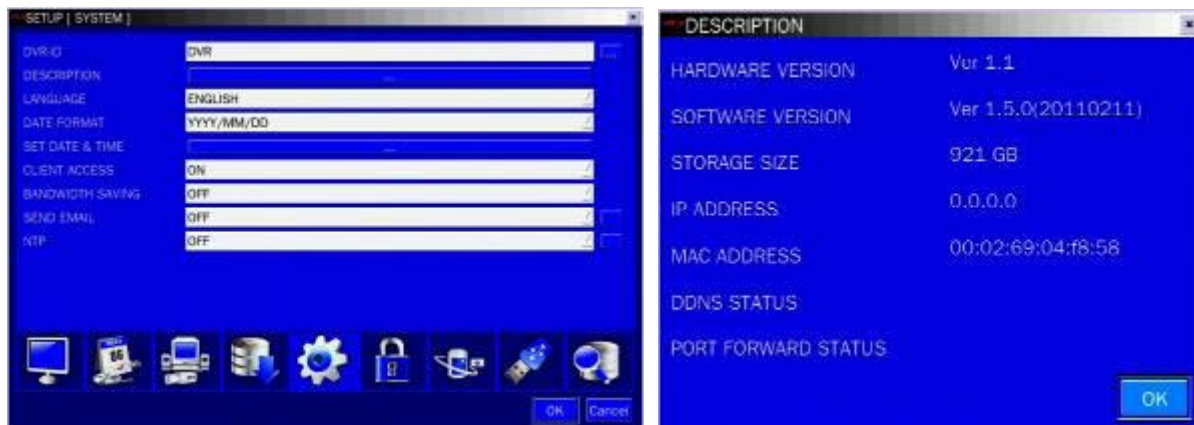 SETUP [ SYSTEM ]
DVR-ID DVR ...
DESCRIPTION ...
LANGUAGE ENGLISH
DATE FORMAT YYYY/MM/DD
SET DATE & TIME ...
CLIENT ACCESS ON
BANDWIDTH SAVING OFF
SEND EMAIL OFF
NTP OFF
OK Cancel
DESCRIPTION
HARDWARE VERSION Ver 1.1
SOFTWARE VERSION Ver 1.5.0(20110211)
STORAGE SIZE 921 GB
IP ADDRESS 0.0.0.0
MAC ADDRESS 00:02:69:04:f8:58
DDNS STATUS
PORT FORWARD STATUS
OK